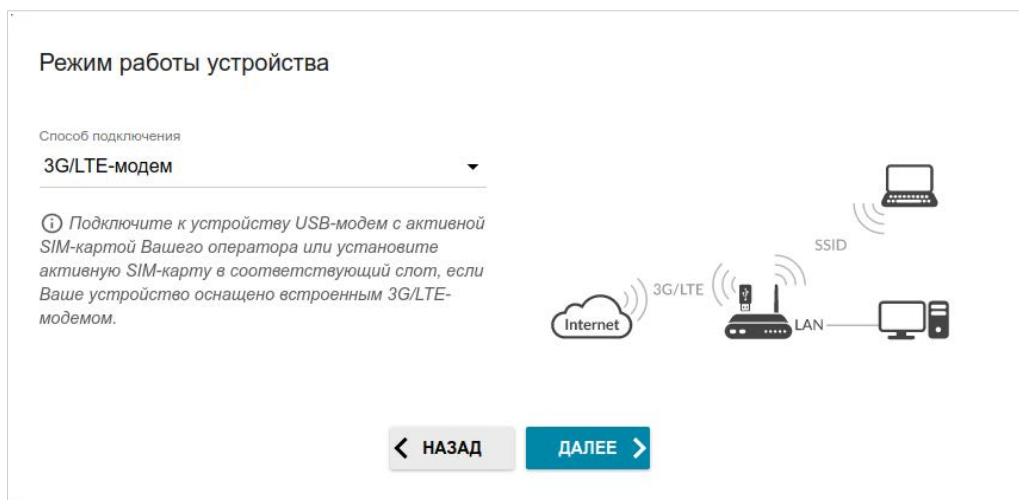 Режим работы устройства
Способ подключения
3G/LTE-модем
Подключите к устройству USB-модем с активной
SIM-картой Вашего оператора или установите
активную SIM-карту в соответствующий слот, если
Ваше устройство оснащено встроенным 3G/LTE-
модемом.
SSID
3G/LTE
Internet
LAN
НАЗАД
ДАЛЕЕ